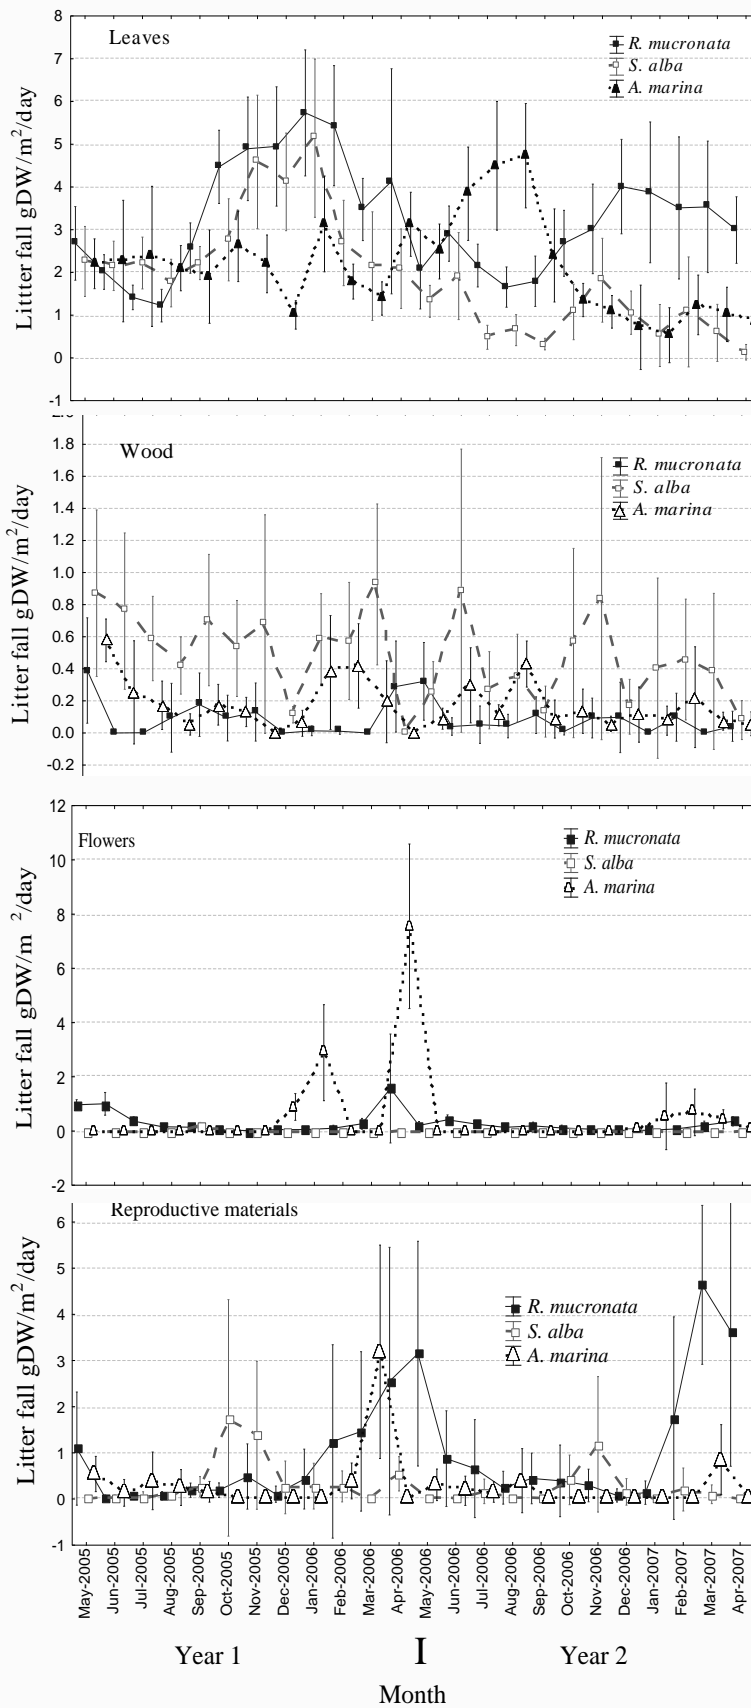 Leaves
R. mucronata
S. alba
A. marina
Littter fall gDW/m²/day
8
7
6
5
4
3
2
1
0
-1
Wood
R. mucronata
S. alba
A. marina
Litter fall gDW/m²/day
2.0
1.8
1.6
1.4
1.2
1.0
0.8
0.6
0.4
0.2
0.0
-0.2
Flowers
R. mucronata
S. alba
A. marina
Litter fall gDW/m ²/day
12
10
8
6
4
2
0
-2
Reproductive materials
R. mucronata
S. alba
A. marina
Litter fall gDW/m²/day
6
5
4
3
2
1
0
-1
May-2005
Jun-2005
Jul-2005
Aug-2005
Sep-2005
Oct-2005
Nov-2005
Dec-2005
Jan-2006
Feb-2006
Mar-2006
Apr-2006
May-2006
Jun-2006
Jul-2006
Aug-2006
Sep-2006
Oct-2006
Nov-2006
Dec-2006
Jan-2007
Feb-2007
Mar-2007
Apr-2007
Year 1 I Year 2
Month